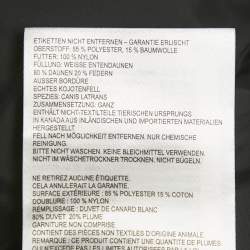 ETIKETTEN NICHT ENTFERNEN – GARANTIE ERLISCHT
OBERSTOFF: 85 % POLYESTER, 15 % BAUMWOLLE
FUTTER: 100 % NYLON
FÜLLUNG: WEISSE ENTENDAUNEN
80 % DAUNEN 20 % FEDERN
AUSSER BORDÜRE
ECHTES KOJOTENFELL
SPEZIES: CANIS LATRANS
ZUSAMMENSETZUNG: GANZ
ENTHÄLT NICHT-TEXTILE TEILE TIERISCHEN URSPRUNGS
IN KANADA AUS INLÄNDISCHEN UND IMPORTIERTEN MATERIALIEN
HERGESTELLT
FELL NACH MÖGLICHKEIT ENTFERNEN. NUR CHEMISCHE
REINIGUNG.
BITTE NICHT WASCHEN. KEINE BLEICHMITTEL VERWENDEN.
NICHT IM WÄSCHETROCKNER TROCKNEN. NICHT BÜGELN.
NE RETIREZ AUCUNE ÉTIQUETTE.
CELA ANNULERAIT LA GARANTIE.
SURFACE EXTÉRIEURE : 85 % POLYESTER 15 % COTON
DOUBLURE : 100 % NYLON
REMPLISSAGE : DUVET DE CANARD BLANC
80% DUVET 20% PLUME
GARNITURE NON COMPRISE
CONTIENT DES PIÈCES NON TEXTILES D'ORIGINE ANIMALE.
REMARQUE : CE PRODUIT CONTIENT UNE QUANTITÉ DE PLUMES